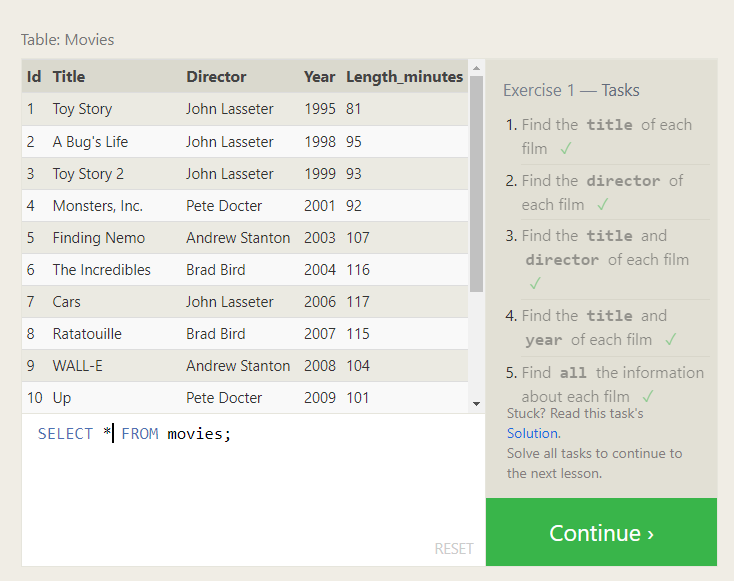 Table: Movies
Id Title Director Year Length_minutes
1 Toy Story John Lasseter 1995 81
2 A Bug's Life John Lasseter 1998 95
3 Toy Story 2 John Lasseter 1999 93
4 Monsters, Inc. Pete Docter 2001 92
5 Finding Nemo Andrew Stanton 2003 107
6 The Incredibles Brad Bird 2004 116
7 Cars John Lasseter 2006 117
8 Ratatouille Brad Bird 2007 115
9 WALL-E Andrew Stanton 2008 104
10 Up Pete Docter 2009 101
SELECT * FROM movies;
RESET
Exercise 1 — Tasks
1. Find the title of each
film ✓
2. Find the director of
each film ✓
3. Find the title and
director of each film
✓
4. Find the title and
year of each film ✓
5. Find all the information
about each film ✓
Stuck? Read this task's
Solution.
Solve all tasks to continue to
the next lesson.
Continue ›